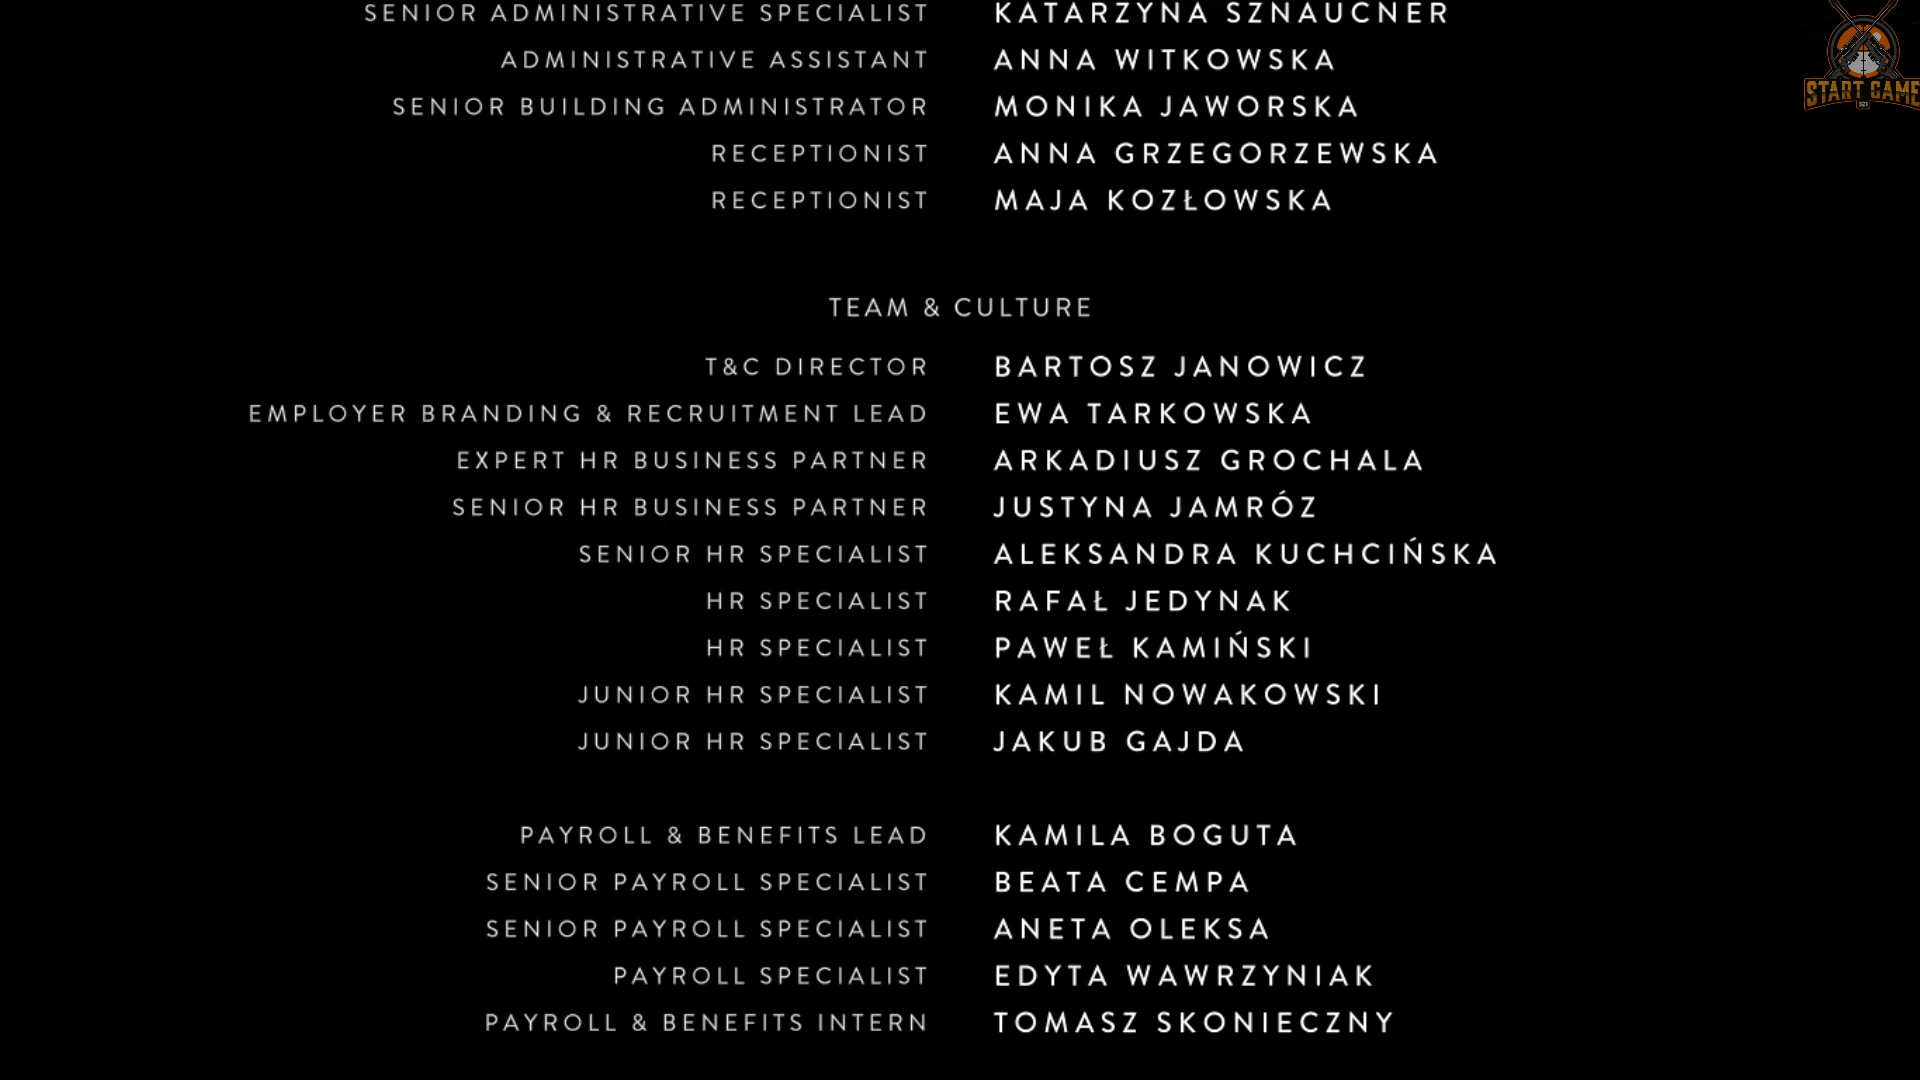 SENIOR ADMINISTRATIVE SPECIALIST KATARZYNA SZNAUCNER
ADMINISTRATIVE ASSISTANT ANNA WITKOWSKA
SENIOR BUILDING ADMINISTRATOR MONIKA JAWORSKA
RECEPTIONIST ANNA GRZEGORZEWSKA
RECEPTIONIST MAJA KOZŁOWSKA
TEAM & CULTURE
T&C DIRECTOR BARTOSZ JANOWICZ
EMPLOYER BRANDING & RECRUITMENT LEAD EWA TARKOWSKA
EXPERT HR BUSINESS PARTNER ARKADIUSZ GROCHALA
SENIOR HR BUSINESS PARTNER JUSTYNA JAMRÓZ
SENIOR HR SPECIALIST ALEKSANDRA KUCHCIŃSKA
HR SPECIALIST RAFAŁ JEDYNAK
HR SPECIALIST PAWEŁ KAMIŃSKI
JUNIOR HR SPECIALIST KAMIL NOWAKOWSKI
JUNIOR HR SPECIALIST JAKUB GAJDA
PAYROLL & BENEFITS LEAD KAMILA BOGUTA
SENIOR PAYROLL SPECIALIST BEATA CEMPA
SENIOR PAYROLL SPECIALIST ANETA OLEKSA
PAYROLL SPECIALIST EDYTA WAWRZYNIAK
PAYROLL & BENEFITS INTERN TOMASZ SKONIECZNY
START GAME